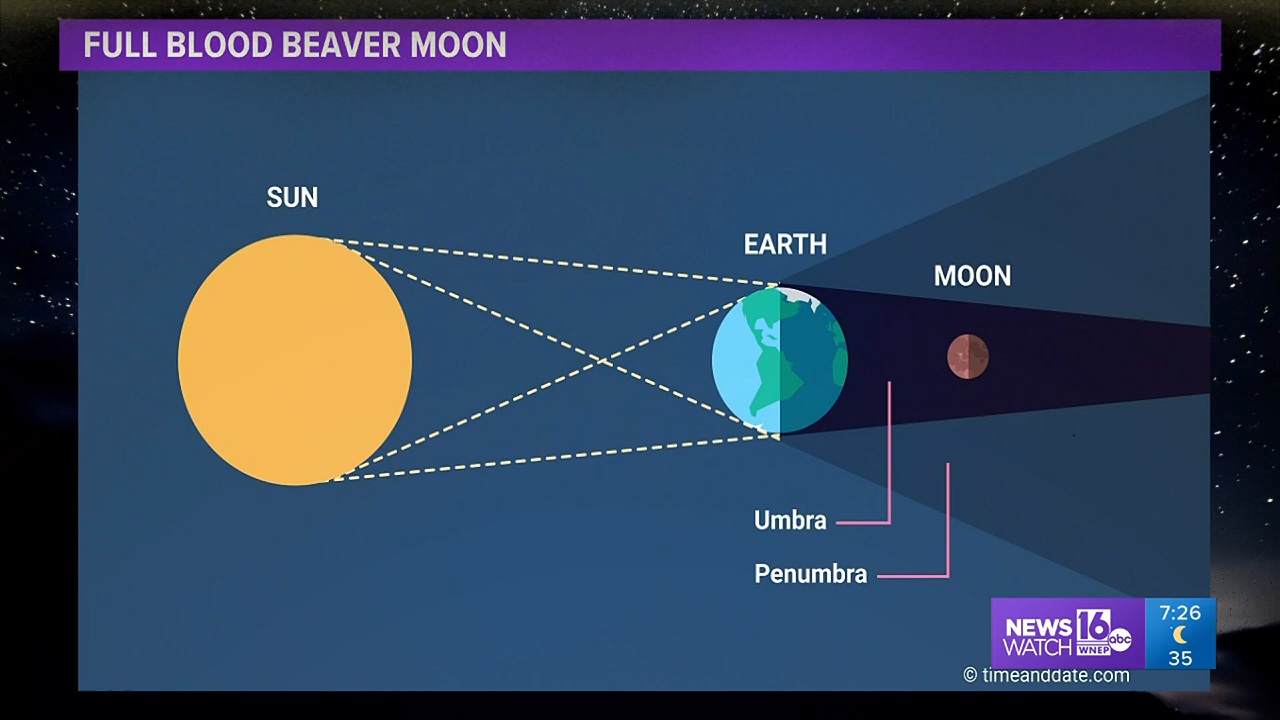 FULL BLOOD BEAVER MOON
SUN
EARTH
MOON
Umbra
Penumbra
NEWS
WATCH
16
WNEP
abc
7:26
35
© timeanddate.com